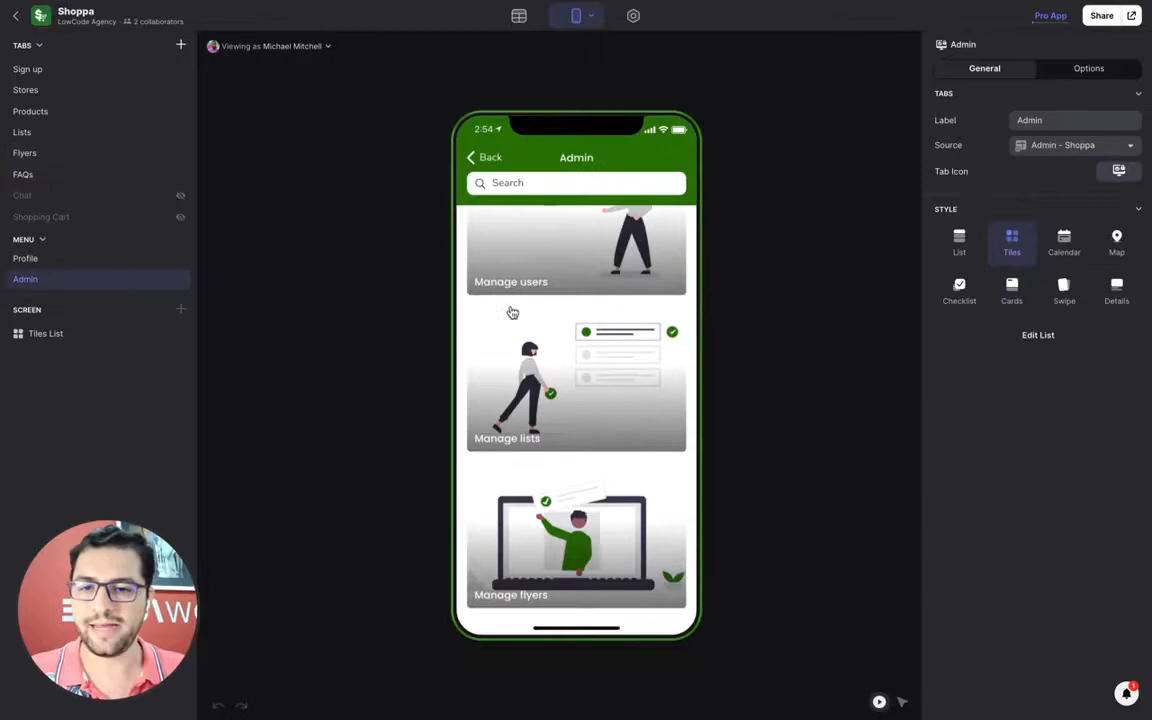 Shoppa
LowCode Agency · 2 collaborators
Pro App
Share
TABS
Sign up
Stores
Products
Lists
Flyers
FAQs
Chat
Shopping Cart
MENU
Profile
Admin
SCREEN
Tiles List
Viewing as Michael Mitchell
2:54
Back
Admin
Search
Manage users
Manage lists
Manage flyers
Admin
General
Options
TABS
Label
Admin
Source
Admin - Shoppa
Tab Icon
STYLE
List
Tiles
Calendar
Map
Checklist
Cards
Swipe
Details
Edit List
1